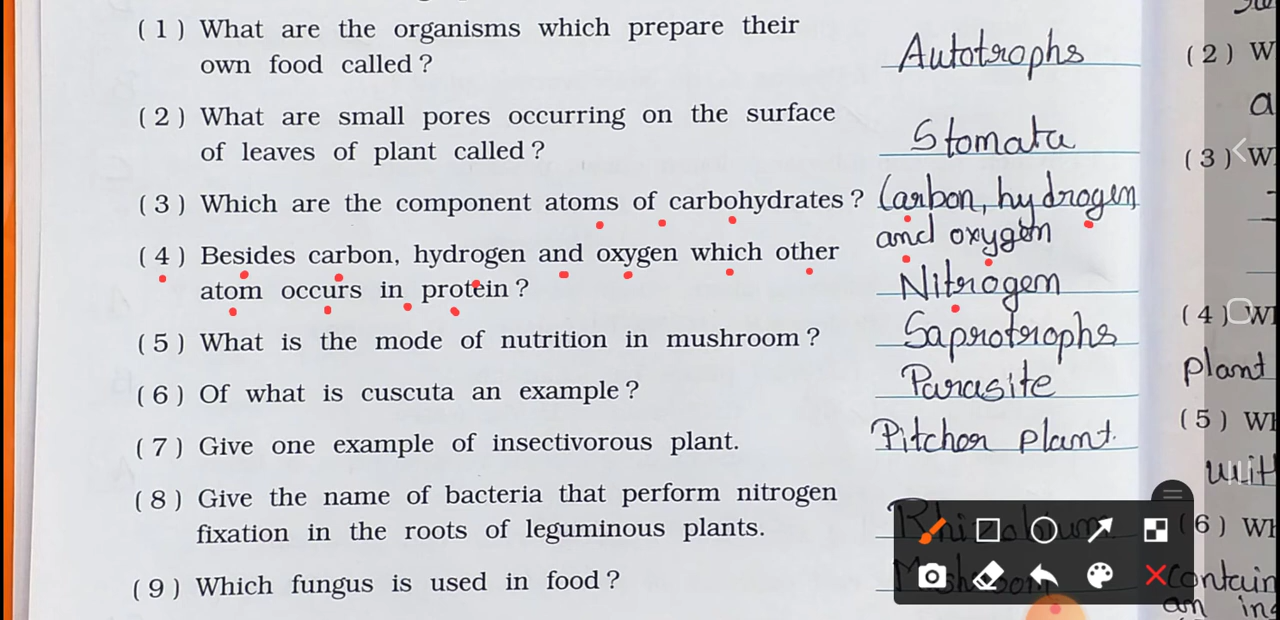 (1) What are the organisms which prepare their
own food called? Autotrophs
(2) What are small pores occurring on the surface
of leaves of plant called? Stomata
(3) Which are the component atoms of carbohydrates? Carbon, hydrogen
and oxygen
(4) Besides carbon, hydrogen and oxygen which other
atom occurs in protein? Nitrogen
(5) What is the mode of nutrition in mushroom? Saprotrophs
(6) Of what is cuscuta an example? Parasite
(7) Give one example of insectivorous plant. Pitcher plant.
(8) Give the name of bacteria that perform nitrogen
fixation in the roots of leguminous plants. Rhizobium
(9) Which fungus is used in food? Mushroom
(2) W
a
(3) W
(4) W
plant
(5) W
with
(6) W
Contain
an in